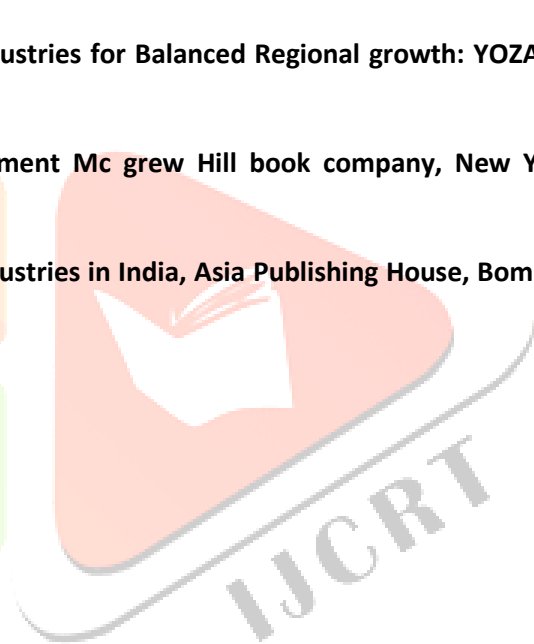 ustries for Balanced Regional growth: YOZA
ment Mc grew Hill book company, New Y
ustries in India, Asia Publishing House, Bom
IJCRT